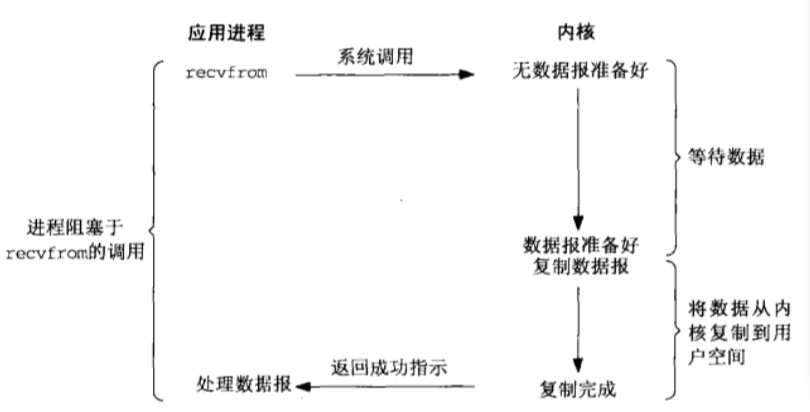 应用进程
内核
recvfrom
系统调用
无数据报准备好
等待数据
进程阻塞于
recvfrom的调用
数据报准备好
复制数据报
将数据从内
核复制到用
户空间
处理数据报
返回成功指示
复制完成